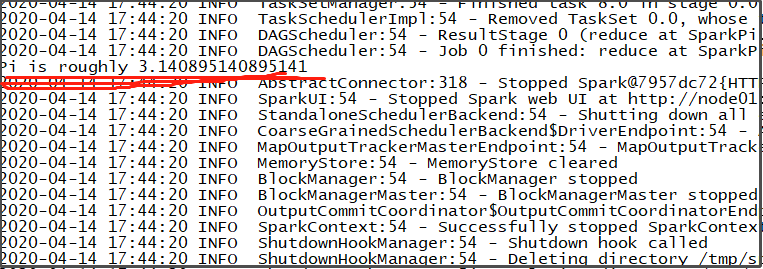 2020-04-14 17:44:20 INFO TaskSetManager:54 - Finished task 8.0 in stage 0.0
2020-04-14 17:44:20 INFO TaskSchedulerImpl:54 - Removed TaskSet 0.0, whose
2020-04-14 17:44:20 INFO DAGScheduler:54 - ResultStage 0 (reduce at SparkPi.
2020-04-14 17:44:20 INFO DAGScheduler:54 - Job 0 finished: reduce at SparkPi
Pi is roughly 3.140895140895141
2020-04-14 17:44:20 INFO AbstractConnector:318 - Stopped Spark@7957dc72{HTT
2020-04-14 17:44:20 INFO SparkUI:54 - Stopped Spark web UI at http://node01:
2020-04-14 17:44:20 INFO StandaloneSchedulerBackend:54 - Shutting down all
2020-04-14 17:44:20 INFO CoarseGrainedSchedulerBackend$DriverEndpoint:54 -
2020-04-14 17:44:20 INFO MapOutputTrackerMasterEndpoint:54 - MapOutputTrack
2020-04-14 17:44:20 INFO MemoryStore:54 - MemoryStore cleared
2020-04-14 17:44:20 INFO BlockManager:54 - BlockManager stopped
2020-04-14 17:44:20 INFO BlockManagerMaster:54 - BlockManagerMaster stopped
2020-04-14 17:44:20 INFO OutputCommitCoordinator$OutputCommitCoordinatorEnd
2020-04-14 17:44:20 INFO SparkContext:54 - Successfully stopped SparkContex
2020-04-14 17:44:20 INFO ShutdownHookManager:54 - Shutdown hook called
2020-04-14 17:44:20 INFO ShutdownHookManager:54 - Deleting directory /tmp/s